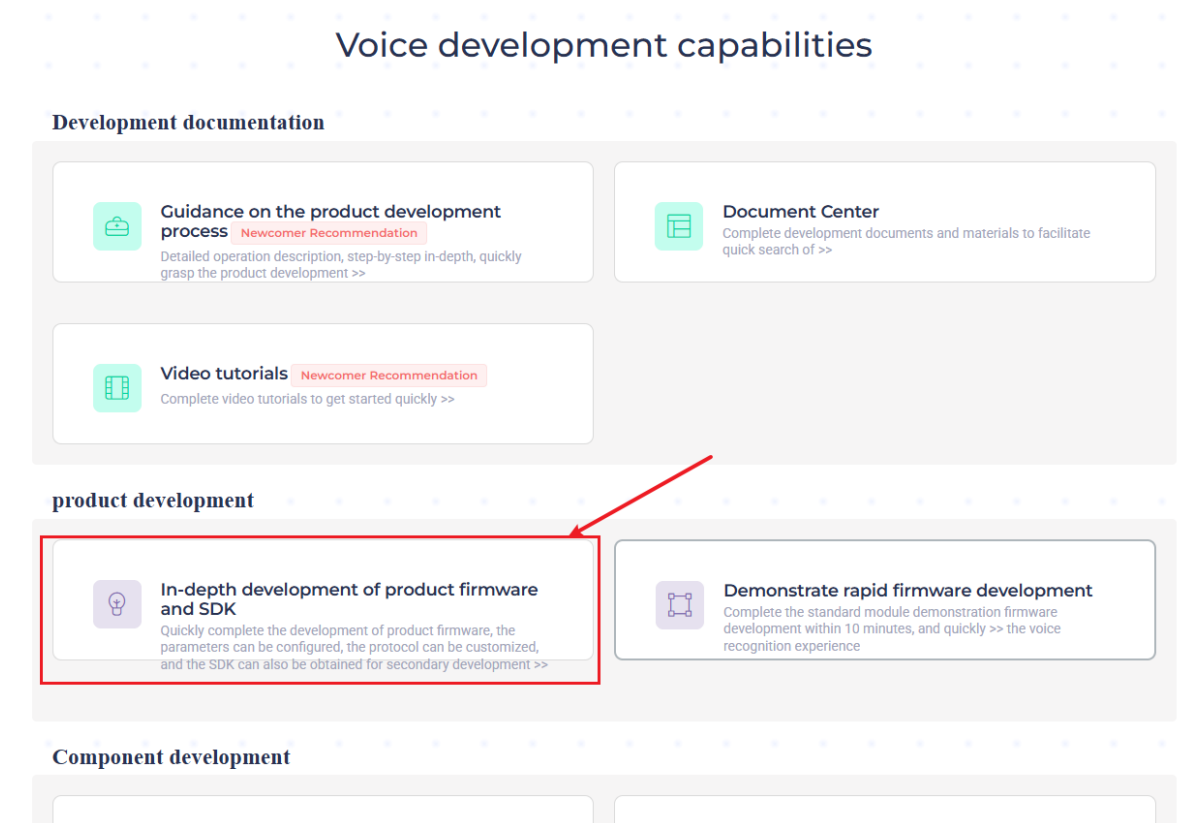 Voice development capabilities
Development documentation
Guidance on the product development
process Newcomer Recommendation
Detailed operation description, step-by-step in-depth, quickly
grasp the product development >>
Document Center
Complete development documents and materials to facilitate
quick search of >>
Video tutorials Newcomer Recommendation
Complete video tutorials to get started quickly >>
product development
In-depth development of product firmware
and SDK
Quickly complete the development of product firmware, the
parameters can be configured, the protocol can be customized,
and the SDK can also be obtained for secondary development >>
Demonstrate rapid firmware development
Complete the standard module demonstration firmware
development within 10 minutes, and quickly >> the voice
recognition experience
Component development